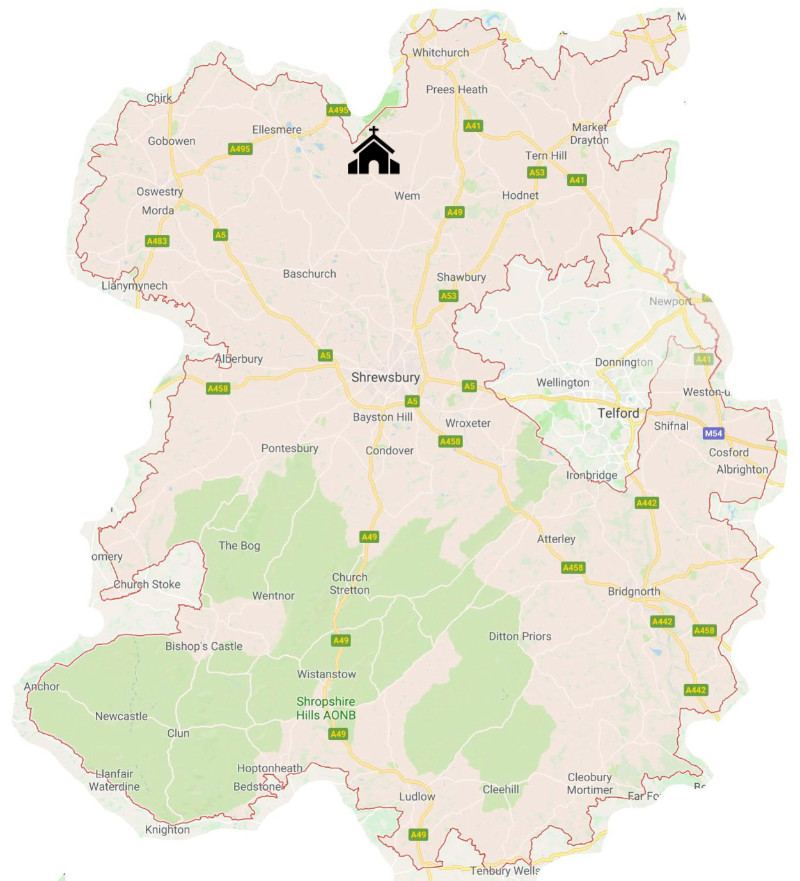 M
Whitchurch
Chirk
Prees Heath
A495
Ellesmere
A41
Market
Drayton
Gobowen
A495
Tern Hill
A53
A41
Oswestry
Wem
Hodnet
Morda
A49
A5
A483
Baschurch
Shawbury
Llanymynech
A53
Newport
Alberbury
A5
A41
Donnington
Shrewsbury
Wellington
A458
A5
Weston-u
A5
Bayston Hill
Telford
Wroxeter
Shifnal
M54
A458
Pontesbury
Condover
Cosford
Albrighton
Ironbridge
A442
A49
Atterley
The Bog
omery
A458
Church Stoke
Church
Stretton
Wentnor
Bridgnorth
A442
A458
A49
Ditton Priors
Bishop's Castle
Wistanstow
Anchor
A442
Shropshire
Hills AONB
Newcastle
Clun
A49
Hoptonheath
Llanfair
Waterdine
Bedstone
Cleobury
Mortimer
Cleehill
Ludlow
Far Fo
Knighton
A49
Tenbury Wells